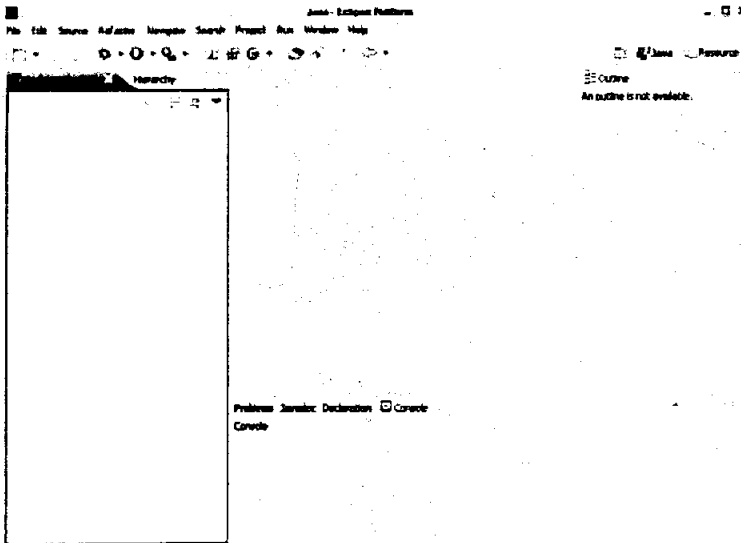 Java - Eclipse Platform
File Edit Source Refactor Navigate Search Project Run Window Help
Java Resource
Hierarchy
Outline
An outline is not available.
Problems Javadoc Declaration Console
Console